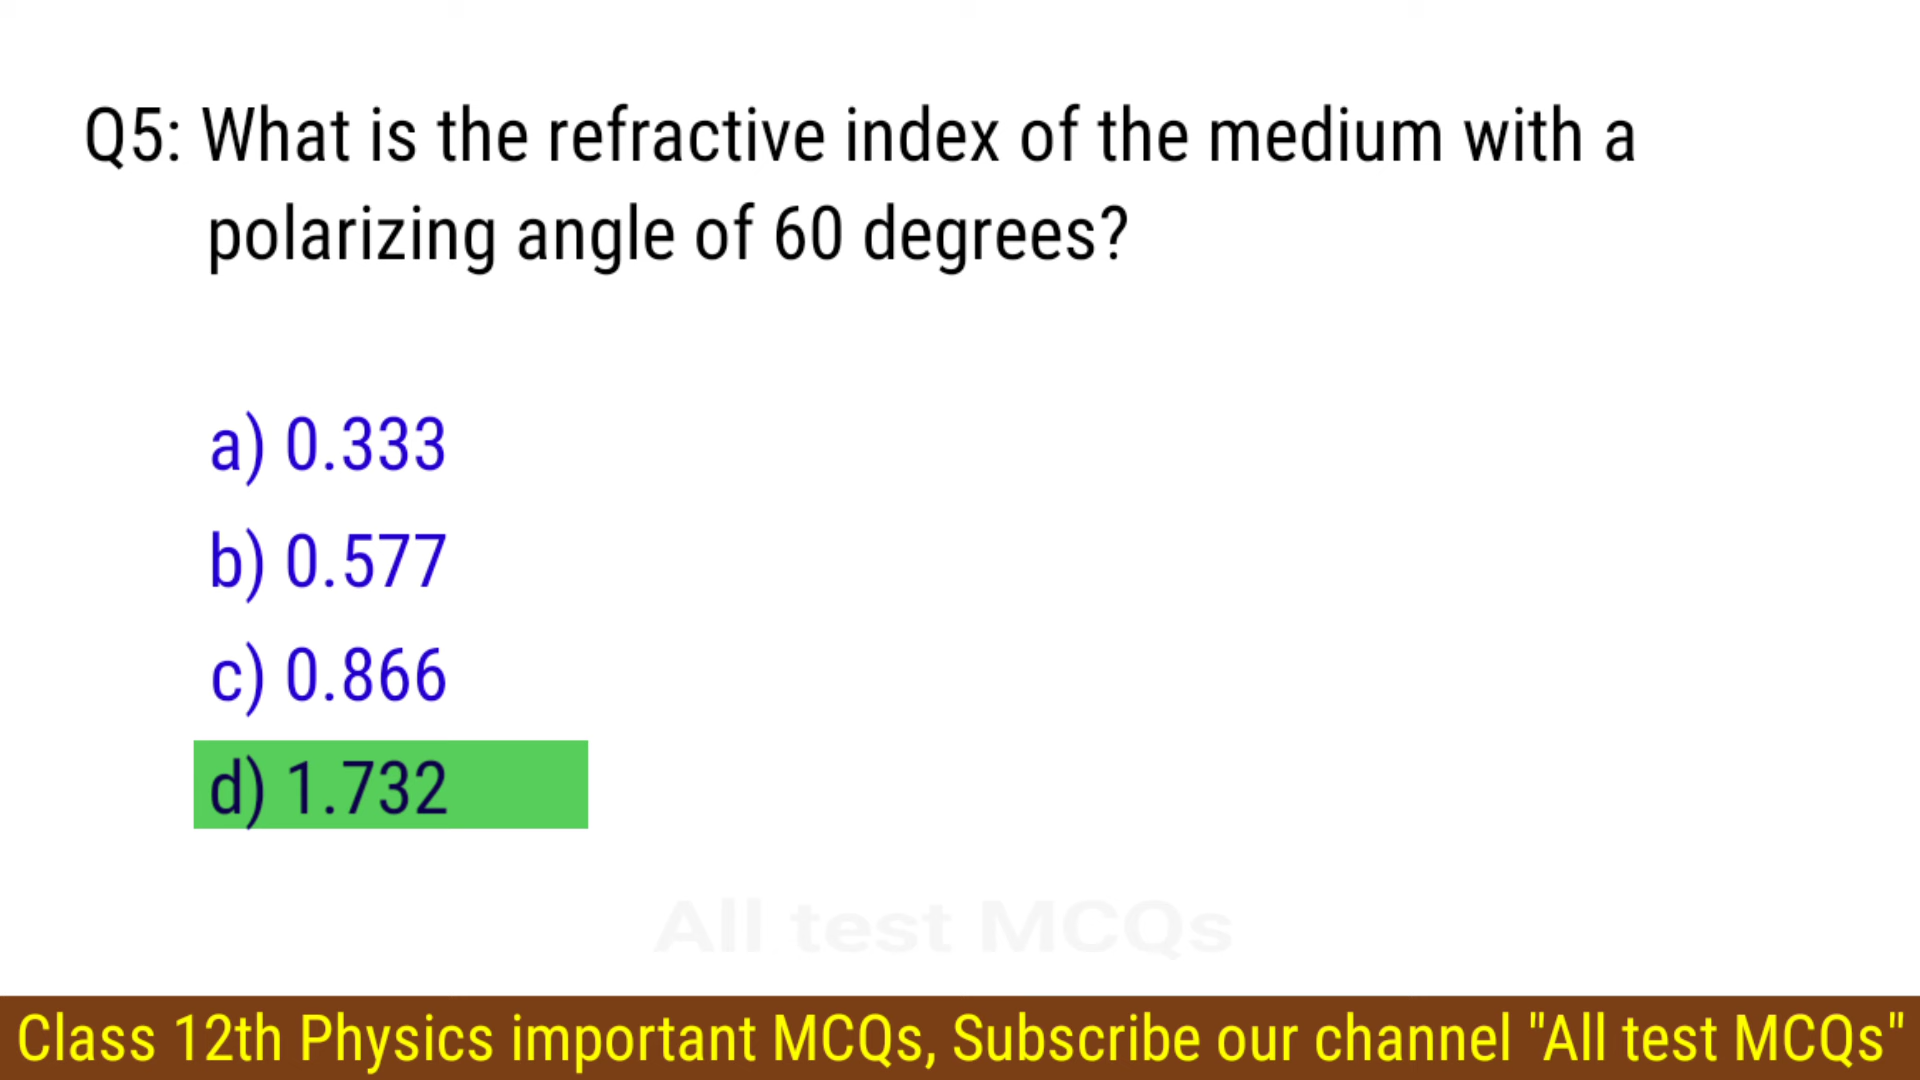 Q5: What is the refractive index of the medium with a
polarizing angle of 60 degrees?
a) 0.333
b) 0.577
c) 0.866
d) 1.732
All test MCQs
Class 12th Physics important MCQs, Subscribe our channel "All test MCQs"